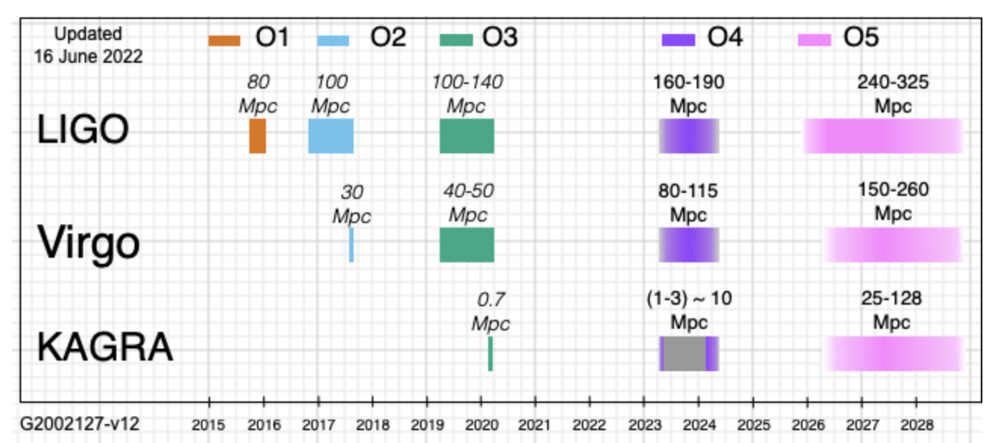 Updated
16 June 2022
O1 O2 O3 O4 O5
80 100 100-140 160-190 240-325
Mpc Mpc Mpc Mpc Mpc
LIGO
30 40-50 80-115 150-260
Mpc Mpc Mpc Mpc
Virgo
0.7 (1-3) ~ 10 25-128
Mpc Mpc Mpc
KAGRA
G2002127-v12 2015 2016 2017 2018 2019 2020 2021 2022 2023 2024 2025 2026 2027 2028